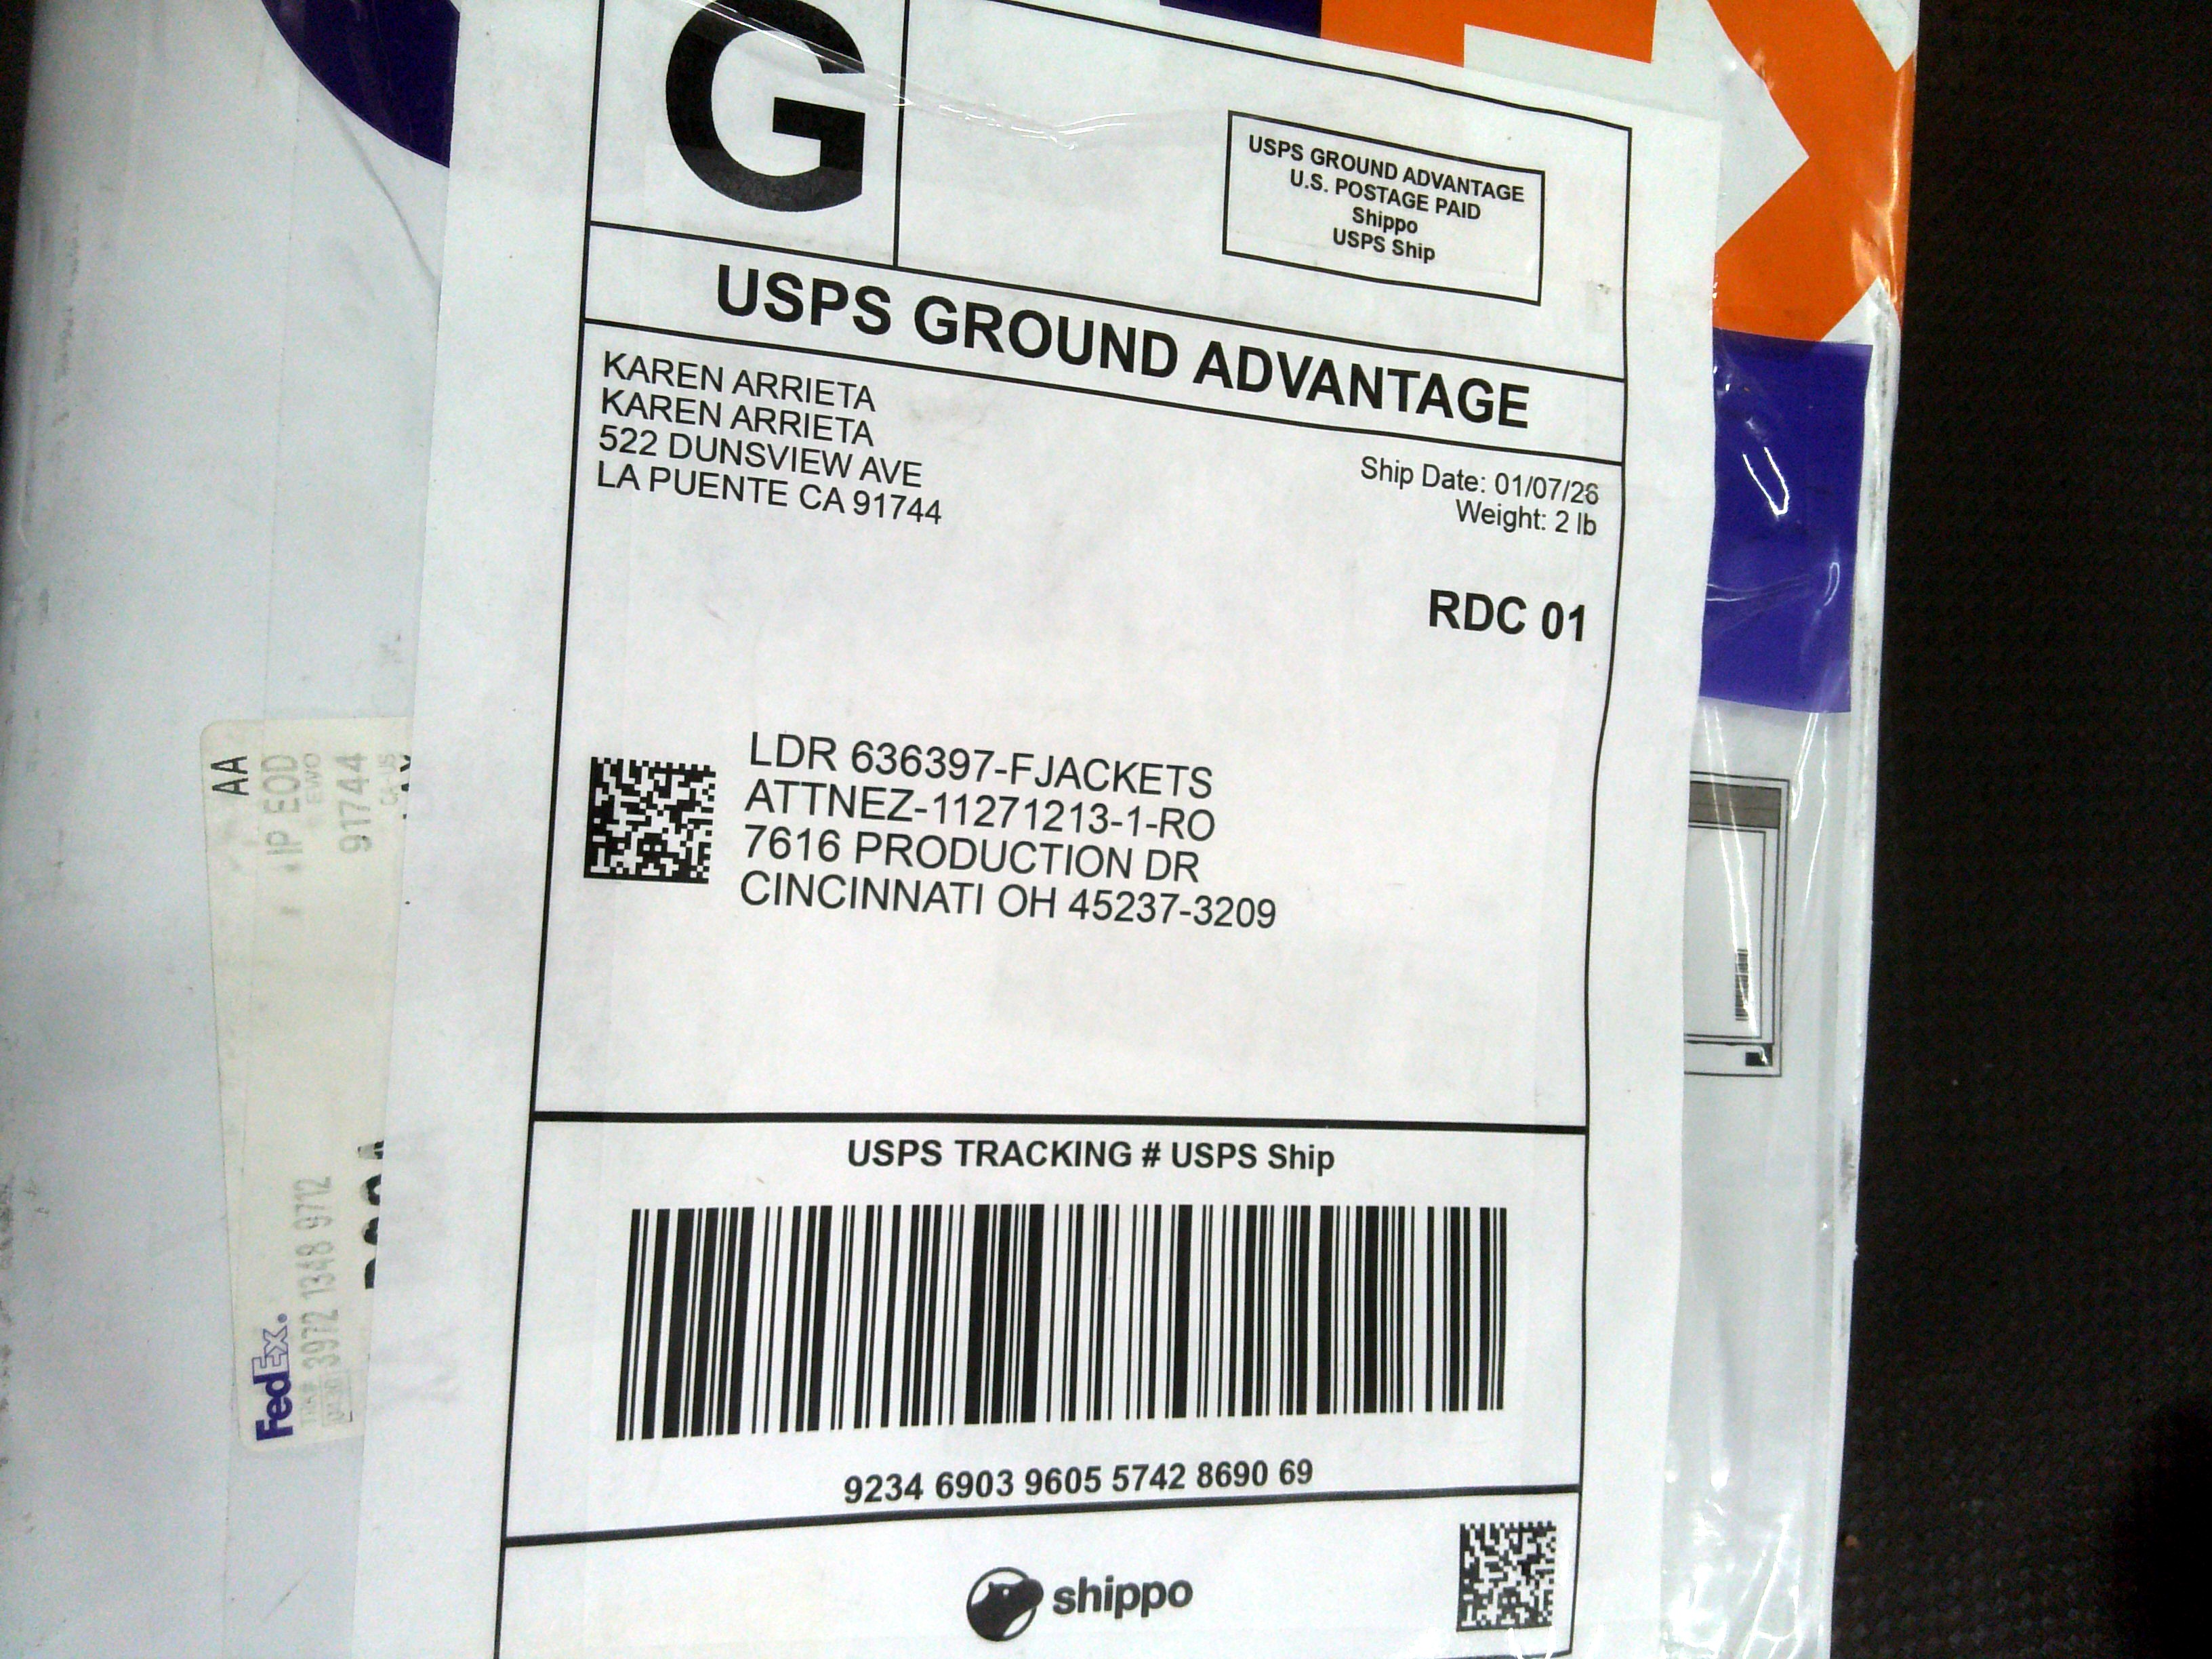 G
USPS GROUND ADVANTAGE
U.S. POSTAGE PAID
Shippo
USPS Ship
USPS GROUND ADVANTAGE
KAREN ARRIETA
KAREN ARRIETA
522 DUNSVIEW AVE
LA PUENTE CA 91744
Ship Date: 01/07/26
Weight: 2 lb
RDC 01
LDR 636397-FJACKETS
ATTNEZ-11271213-1-RO
7616 PRODUCTION DR
CINCINNATI OH 45237-3209
USPS TRACKING # USPS Ship
9234 6903 9605 5742 8690 69
shippo
FedEx.
TRK# 3972 1348 9712
AA
IP EOD
91744
CA-US